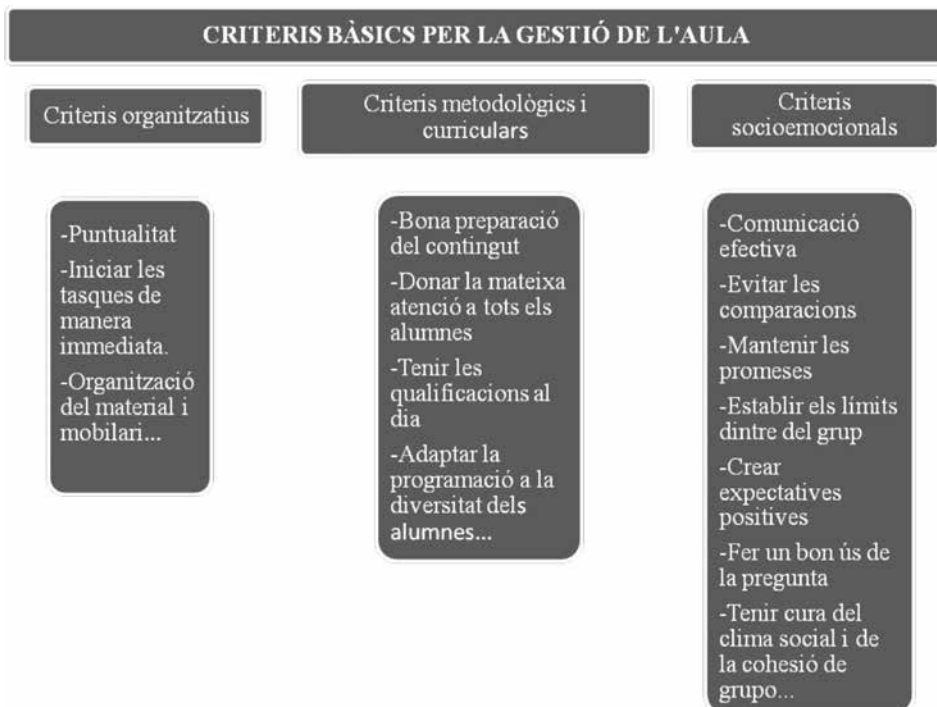 CRITERIS BÀSICS PER LA GESTIÓ DE L'AULA
Criteris organitzatius
-Puntualitat
-Iniciar les
tasques de
manera
immediata.
-Organització
del material i
mobilari...
Criteris metodològics i
curriculars
-Bona preparació
del contingut
-Donar la mateixa
atenció a tots els
alumnes
-Tenir les
qualificacions al
dia
-Adaptar la
programació a la
diversitat dels
alumnes...
Criteris
socioemocionals
-Comunicació
efectiva
-Evitar les
comparacions
-Mantenir les
promeses
-Establir els límits
dintre del grup
-Crear
expectatives
positives
-Fer un bon ús de
la pregunta
-Tenir cura del
clima social i de
la cohesió de
grupo...